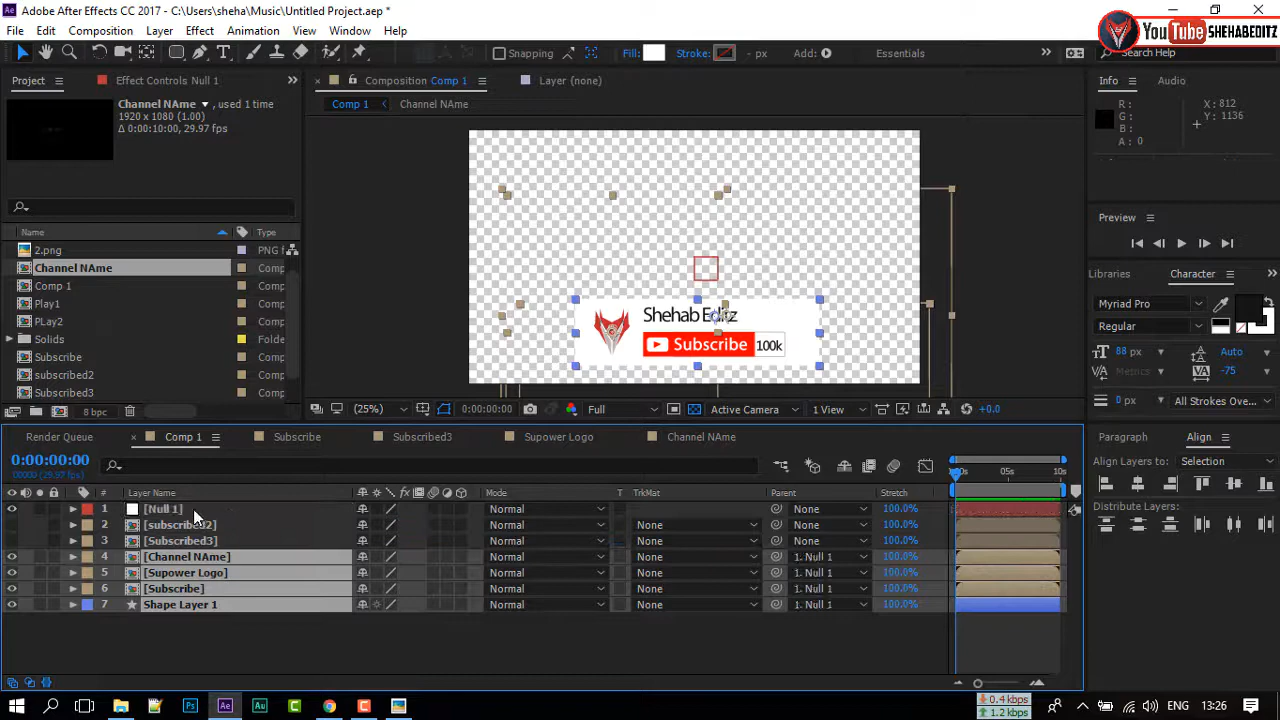 Adobe After Effects CC 2017 - C:\Users\sheha\Music\Untitled Project.aep *
File Edit Composition Layer Effect Animation View Window Help
YouTube SHEHABEDITZ
Snapping Fill: Stroke: - px Add: Essentials Search Help
Project Effect Controls Null 1 Composition Comp 1 Layer (none) Info Audio
Channel NAme , used 1 time
1920 x 1080 (1.00)
Δ 0:00:10:00, 29.97 fps
Comp 1 Channel NAme
R : X : 812
G : Y : 1136
B :
A : 0
Name Type
2.png PNG f
Channel NAme Comp
Comp 1 Comp
Play1 Comp
PLay2 Comp
Solids Folder
Subscribe Comp
subscribed2 Comp
Subscribed3 Comp
8 bpc
Shehab Editz
Subscribe 100k
(25%) 0:00:00:00 Full Active Camera 1 View +0.0
Preview
Libraries Character
Myriad Pro
Regular
88 px Auto
Metrics -75
0 px All Strokes Ove...
Render Queue Comp 1 Subscribe Subscribed3 Supower Logo Channel NAme
0:00:00:00
00000 (29.97 fps)
:00s 05s 10s
# Layer Name Mode T TrkMat Parent Stretch
1 [Null 1] Normal None 100.0%
2 [subscribed2] Normal None None 100.0%
3 [Subscribed3] Normal None None 100.0%
4 [Channel NAme] Normal None 1. Null 1 100.0%
5 [Supower Logo] Normal None 1. Null 1 100.0%
6 [Subscribe] Normal None 1. Null 1 100.0%
7 Shape Layer 1 Normal None 1. Null 1 100.0%
Paragraph Align
Align Layers to: Selection
Distribute Layers:
0.4 kbps
1.2 kbps
ENG 13:26